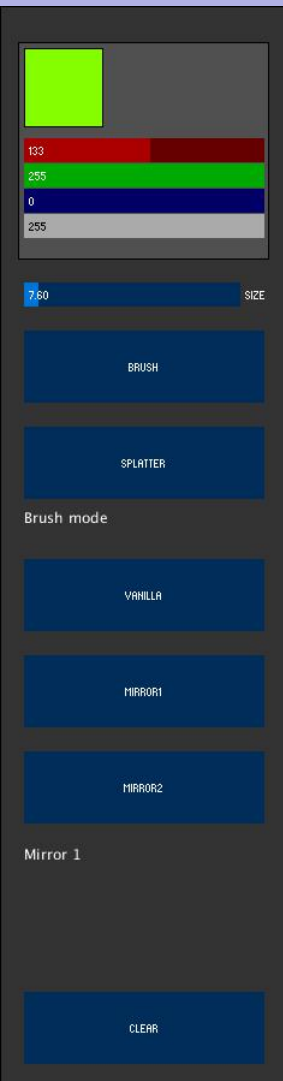 133
255
0
255
7.60 SIZE
BRUSH
SPLATTER
Brush mode
VANILLA
MIRROR1
MIRROR2
Mirror 1
CLEAR